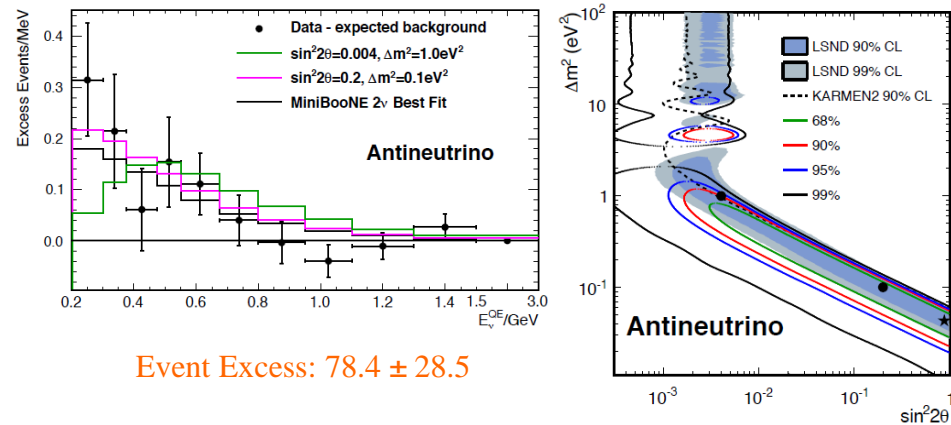 Data - expected background
sin²2θ=0.004, Δm²=1.0eV²
sin²2θ=0.2, Δm²=0.1eV²
MiniBooNE 2ν Best Fit
Antineutrino
Excess Events/MeV
0.4
0.3
0.2
0.1
0.0
0.2 0.4 0.6 0.8 1.0 1.2 1.4 1.5 3.0
E_ν^QE/GeV
Event Excess: 78.4 ± 28.5
Δm² (eV²)
LSND 90% CL
LSND 99% CL
KARMEN2 90% CL
68%
90%
95%
99%
10
1
10⁻¹
Antineutrino
10⁻³ 10⁻² 10⁻¹ 1
sin²2θ